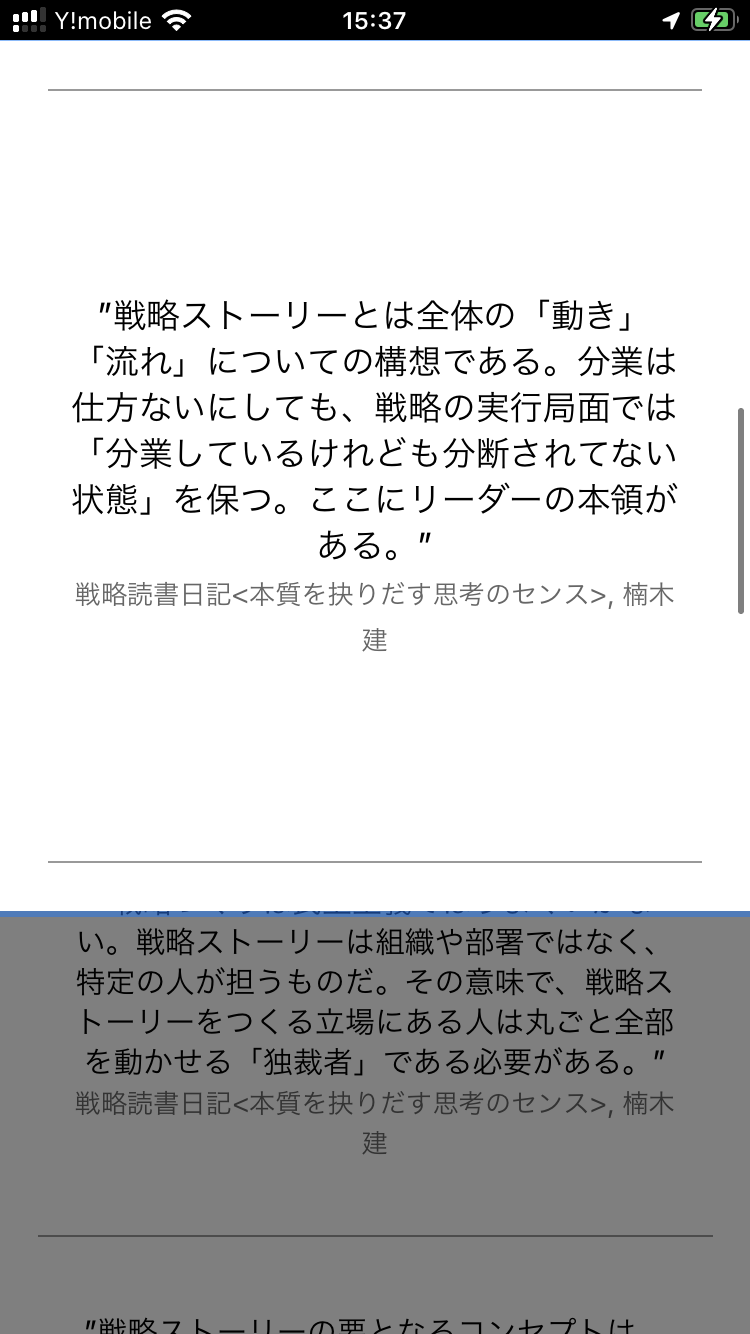 Y!mobile 15:37
"戦略ストーリーとは全体の「動き」
「流れ」についての構想である。分業は
仕方ないにしても、戦略の実行局面では
「分業しているけれども分断されてない
状態」を保つ。ここにリーダーの本領が
ある。"
戦略読書日記<本質を抉りだす思考のセンス>, 楠木
建
い。戦略ストーリーは組織や部署ではなく、
特定の人が担うものだ。その意味で、戦略ス
トーリーをつくる立場にある人は丸ごと全部
を動かせる「独裁者」である必要がある。"
戦略読書日記<本質を抉りだす思考のセンス>, 楠木
建
"戦略ストーリーの要となるコンセプトは、